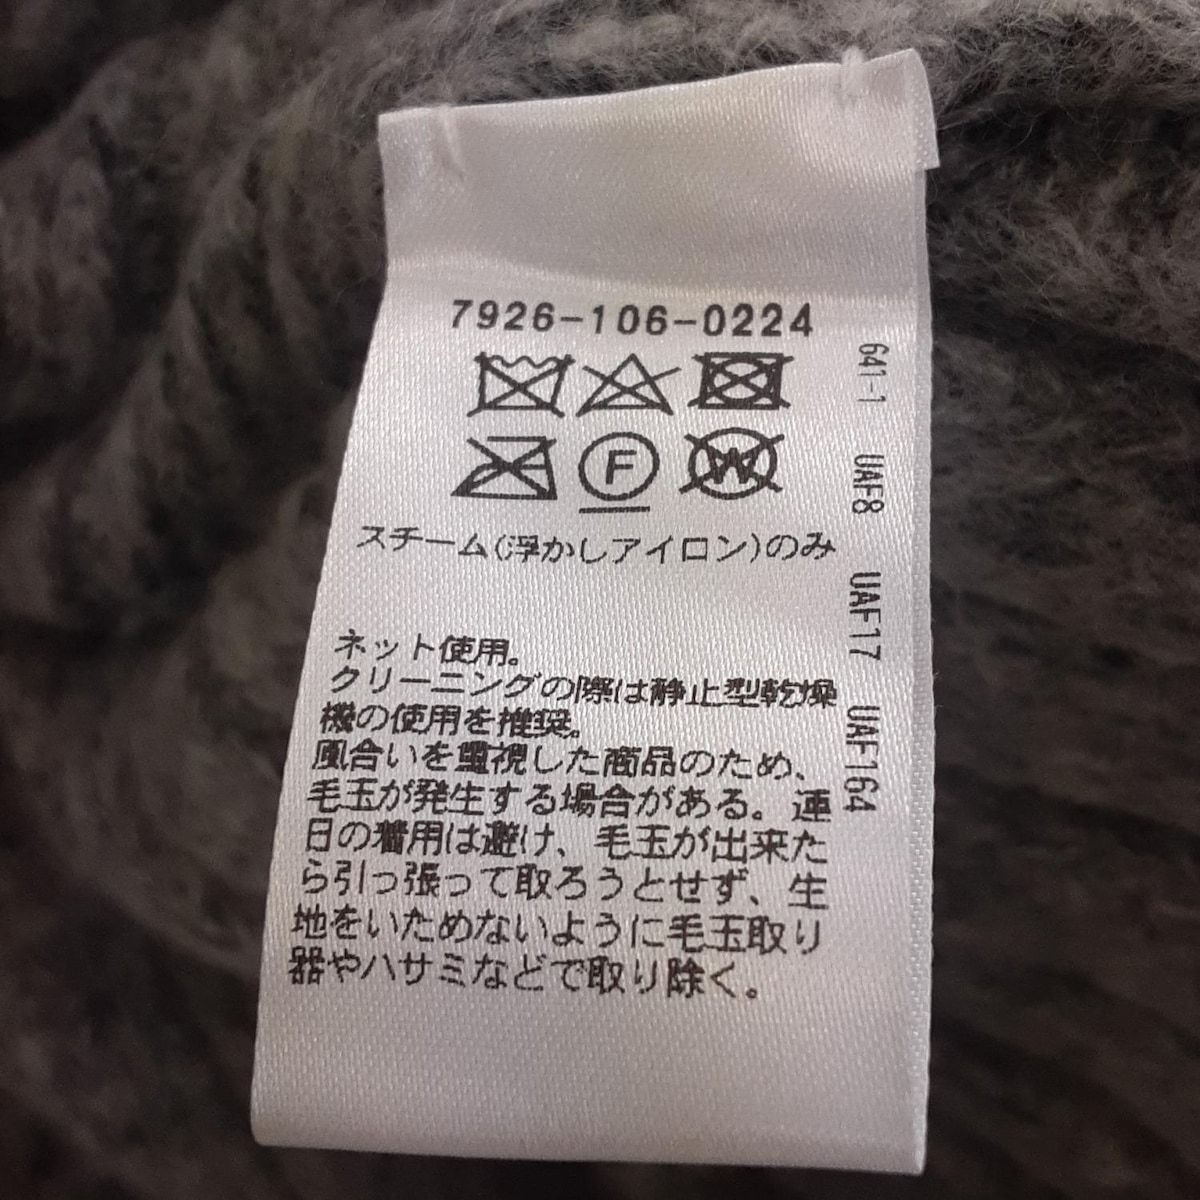 7926-106-0224
F
W
スチーム(浮かしアイロン)のみ
ネット使用。
クリーニングの際は静止型乾燥
機の使用を推奨。
風合いを重視した商品のため、
毛玉が発生する場合がある。連
日の着用は避け、毛玉が出来た
ら引っ張って取ろうとせず、生
地をいためないように毛玉取り
器やハサミなどで取り除く。
641-1 UAF8 UAF17 UAF164